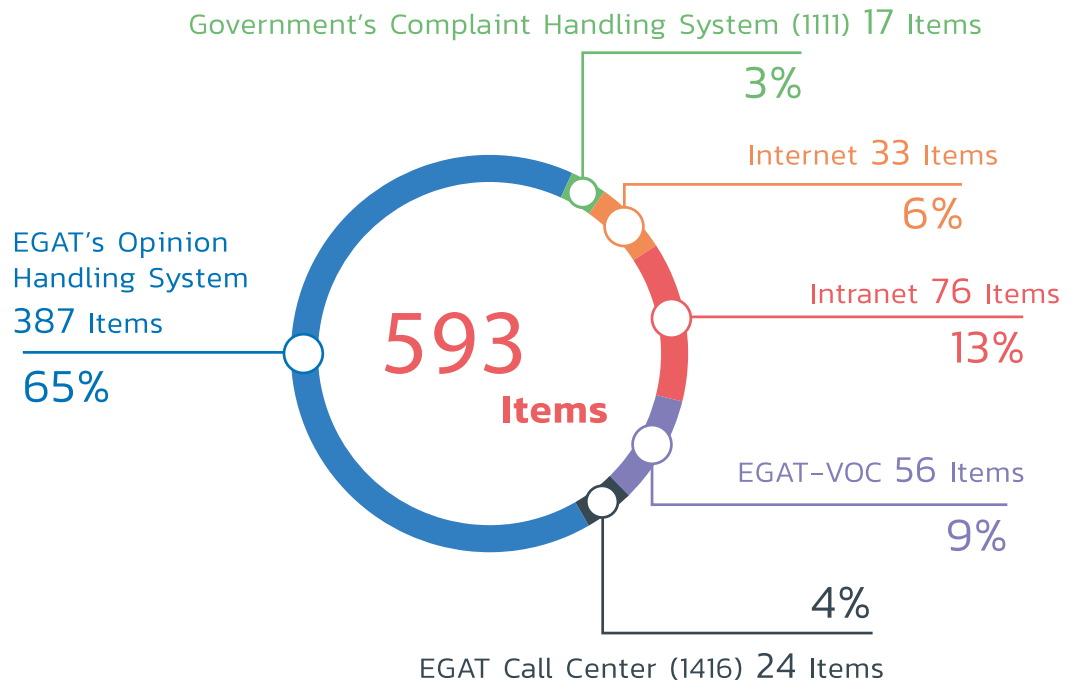 Government's Complaint Handling System (1111) 17 Items
3%
Internet 33 Items
6%
EGAT's Opinion
Handling System
387 Items
65%
593
Items
Intranet 76 Items
13%
EGAT-VOC 56 Items
9%
4%
EGAT Call Center (1416) 24 Items